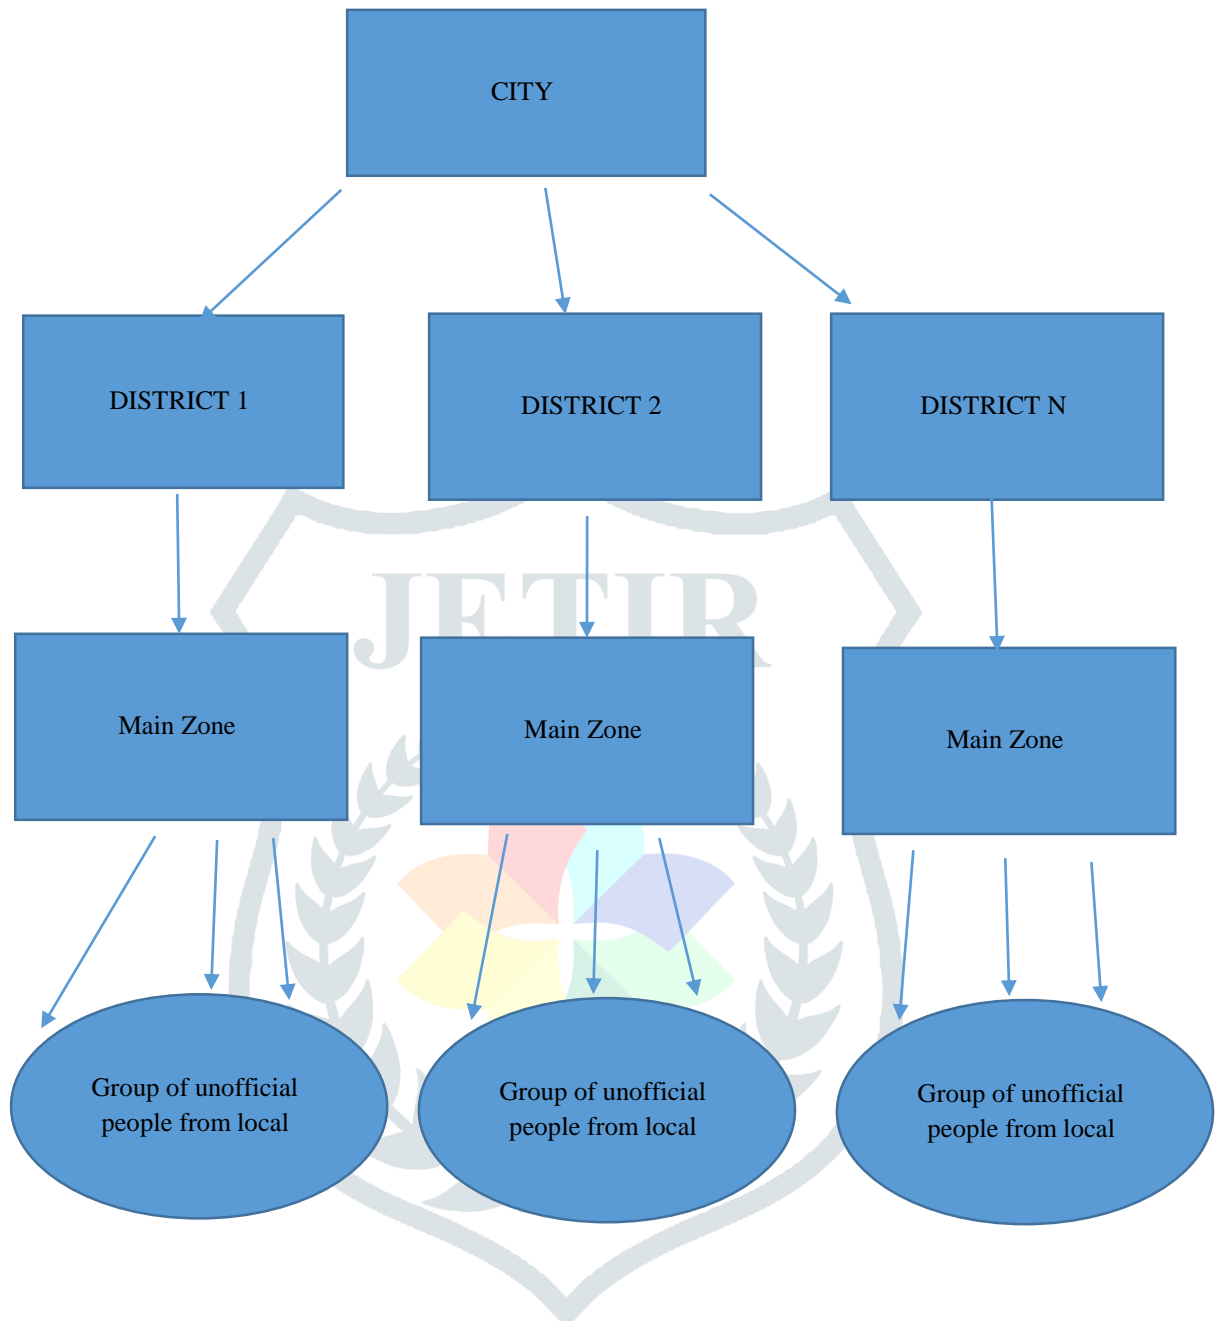 CITY
DISTRICT 1
DISTRICT 2
DISTRICT N
JETIR
Main Zone
Main Zone
Main Zone
Group of unofficial
people from local
Group of unofficial
people from local
Group of unofficial
people from local